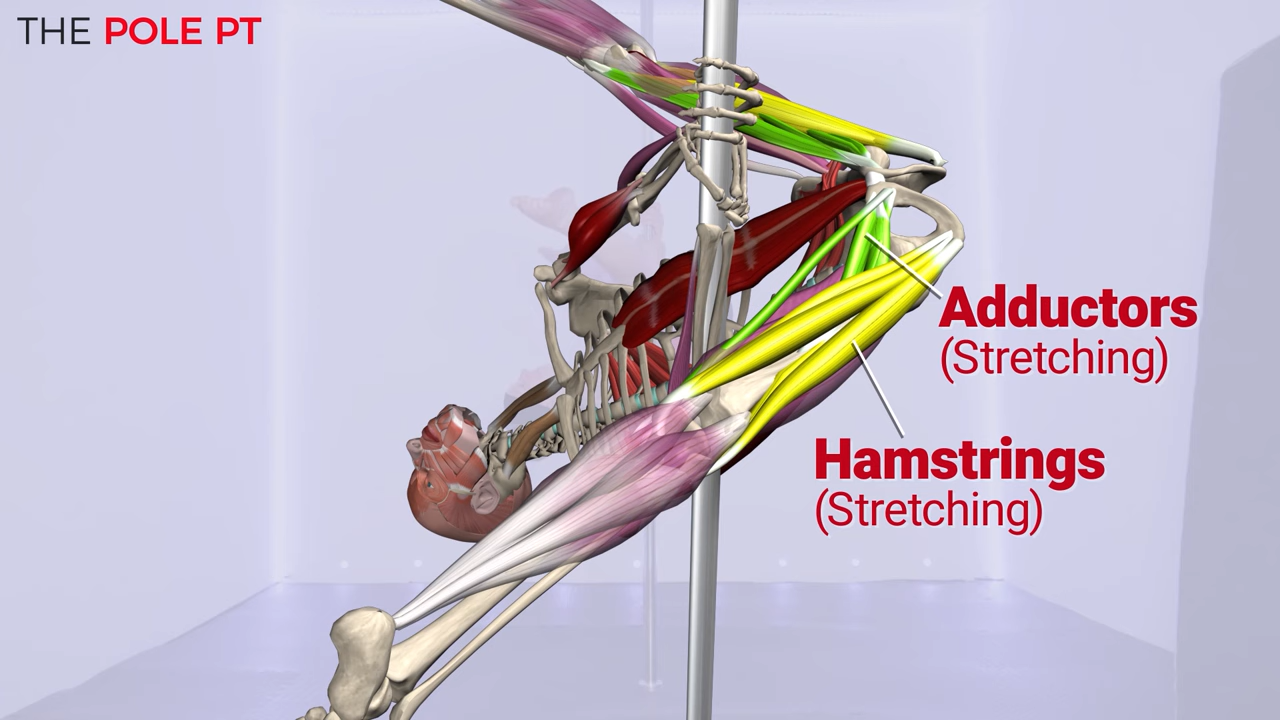 THE POLE PT
Adductors
(Stretching)
Hamstrings
(Stretching)